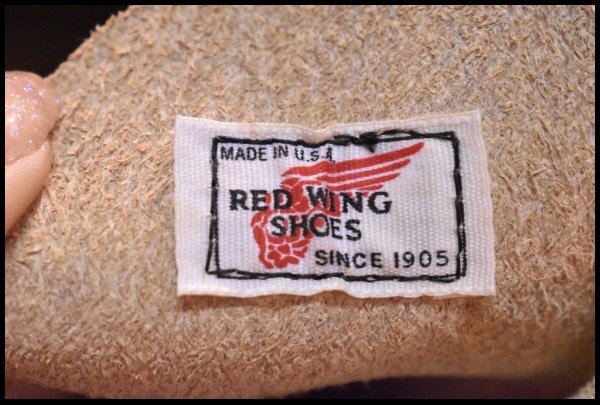 MADE IN U.S.A.
RED WING
SHOES
SINCE 1905